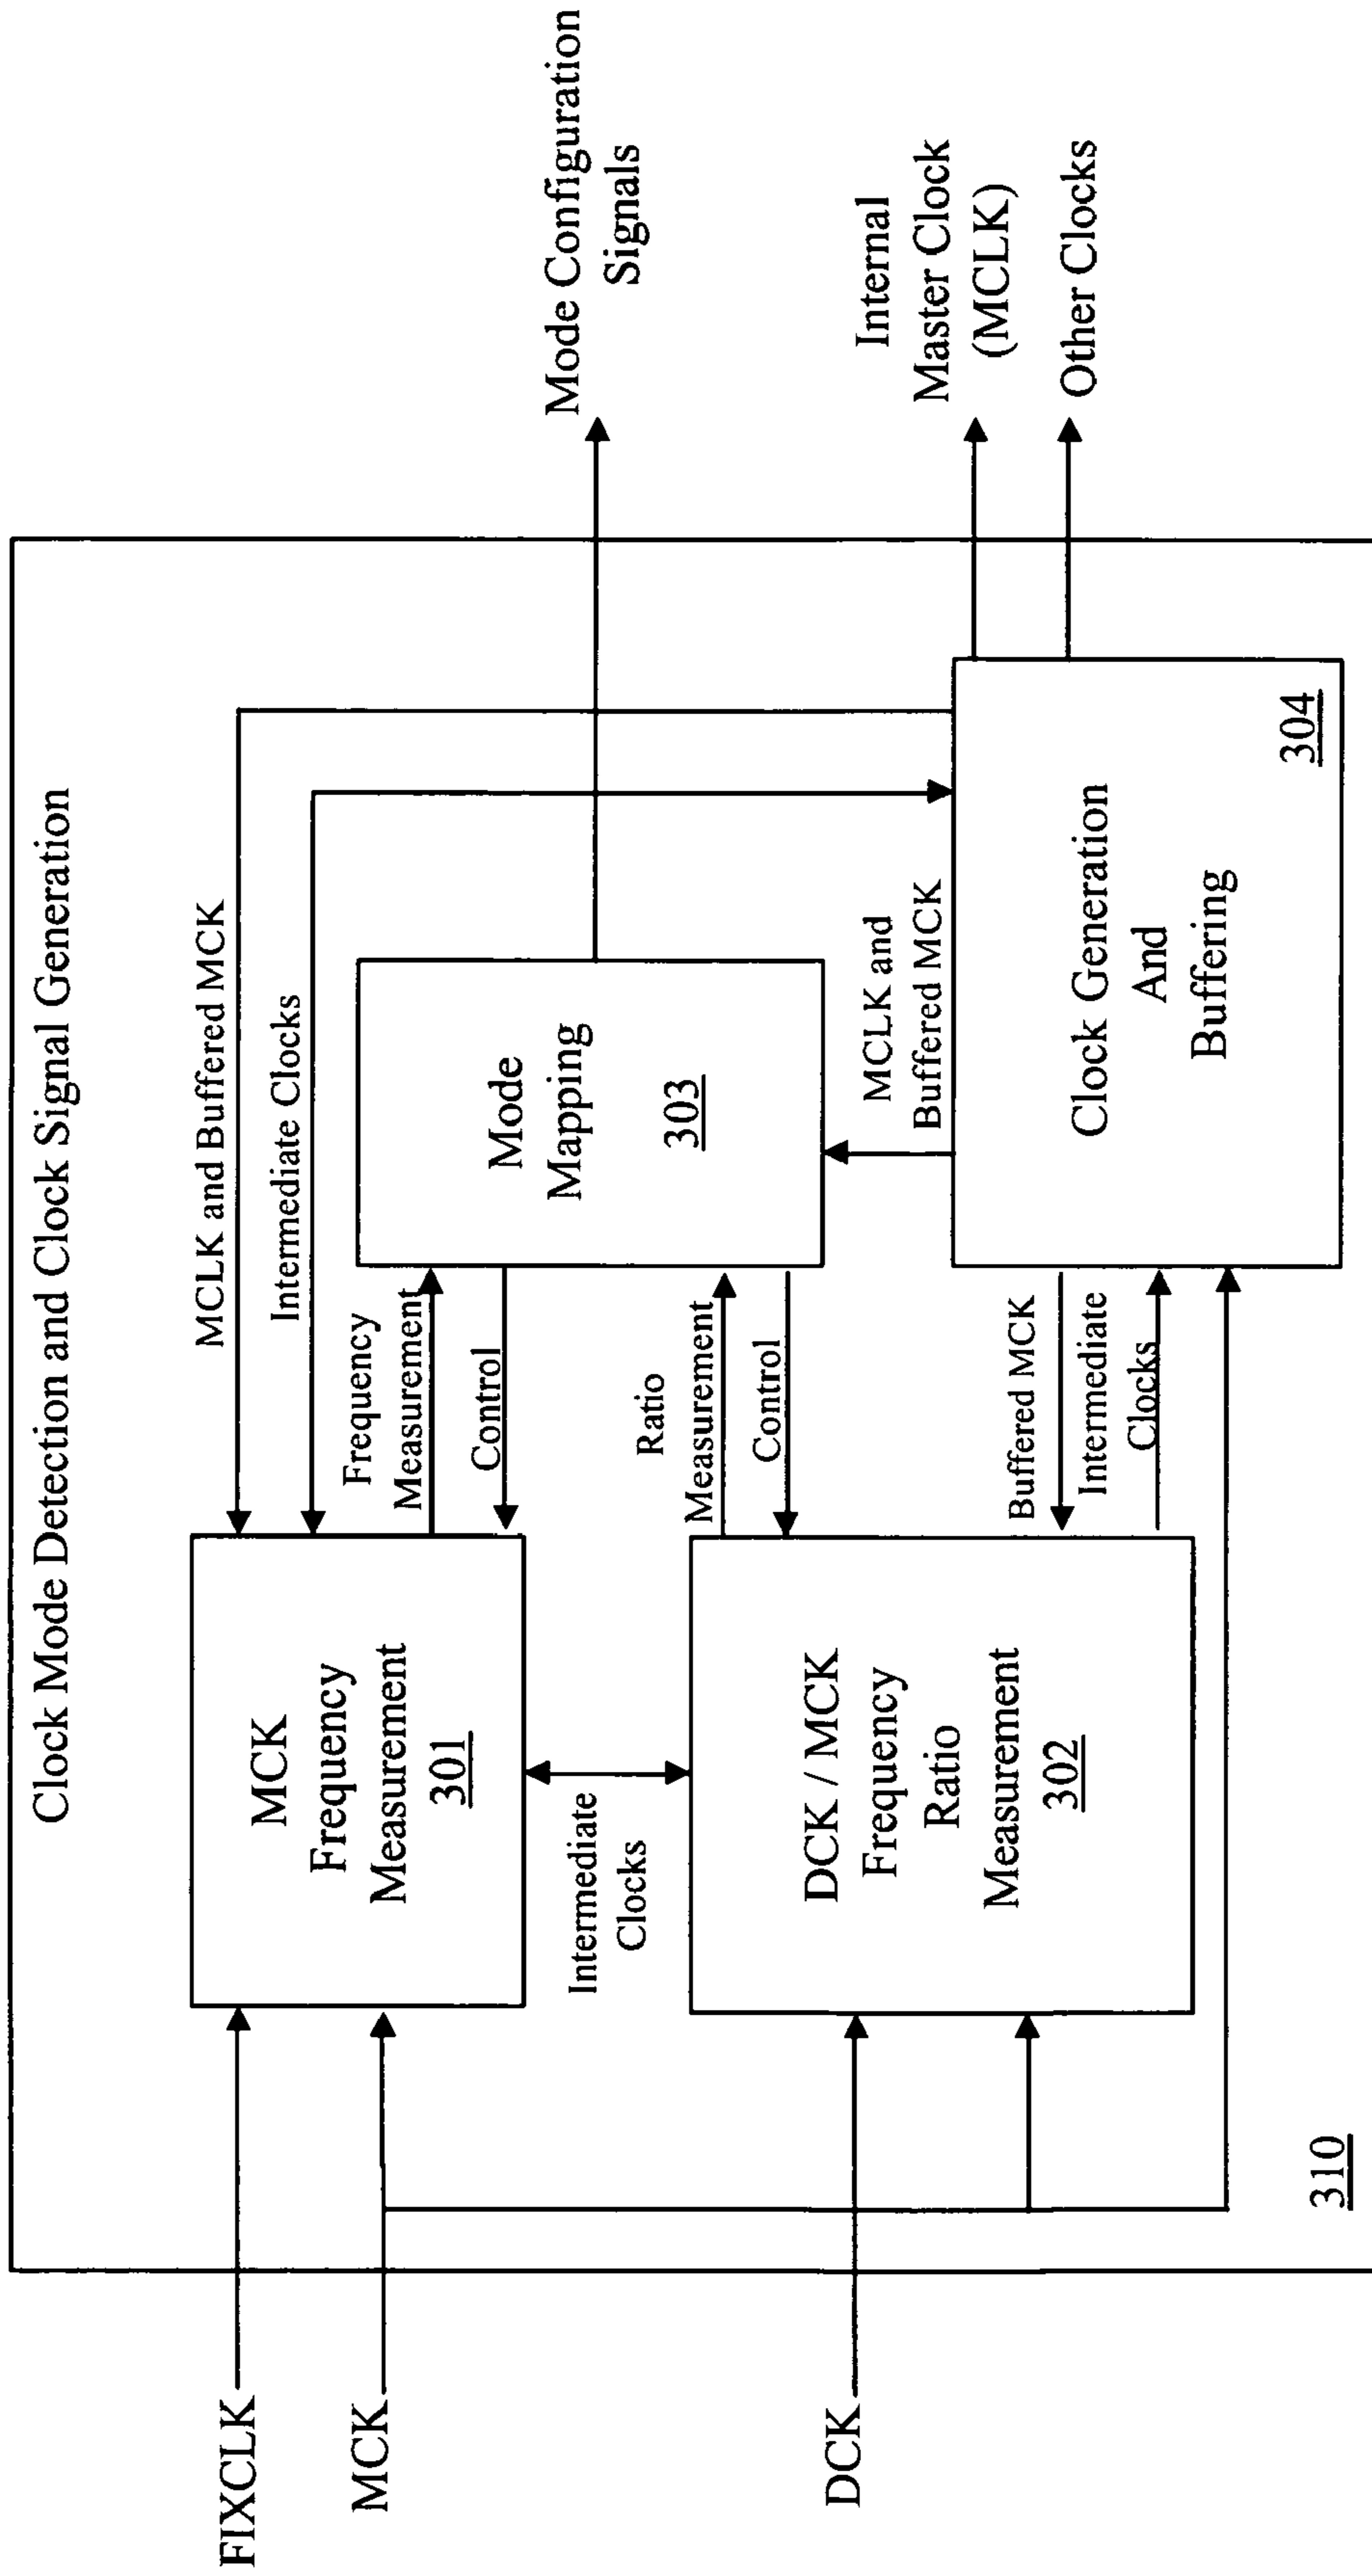 Clock Mode Detection and Clock Signal Generation
FIXCLK
MCK
DCK
MCK
Frequency
Measurement
301
MCLK and Buffered MCK
Intermediate Clocks
Frequency
Measurement
Control
Mode
Mapping
303
Mode Configuration
Signals
Intermediate
Clocks
DCK / MCK
Frequency
Ratio
Measurement
302
Ratio
Measurement
Control
MCLK and
Buffered MCK
Buffered MCK
Intermediate
Clocks
Clock Generation
And
Buffering
304
Internal
Master Clock
(MCLK)
Other Clocks
310